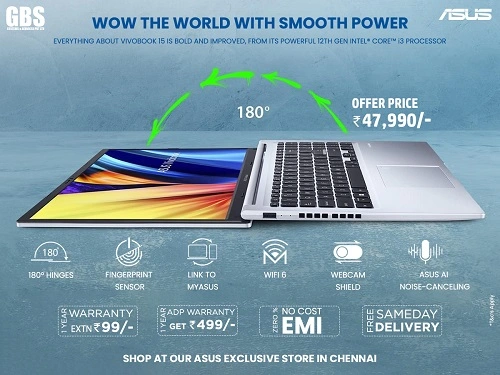 GBS
WOW THE WORLD WITH SMOOTH POWER
ASUS
EVERYTHING ABOUT VIVOBOOK 15 IS BOLD AND IMPROVED, FROM ITS POWERFUL 12TH GEN INTEL® CORE™ i3 PROCESSOR
180°
OFFER PRICE
₹47,990/-
180°
180° HINGES
FINGERPRINT
SENSOR
LINK TO
MYASUS
WIFI 6
WEBCAM
SHIELD
ASUS AI
NOISE-CANCELING
1 YEAR WARRANTY
EXTN ₹99/-
1 YEAR ADP WARRANTY
GET ₹499/-
ZERO % NO COST
EMI
FREE SAMEDAY
DELIVERY
*T&Cs Apply
SHOP AT OUR ASUS EXCLUSIVE STORE IN CHENNAI